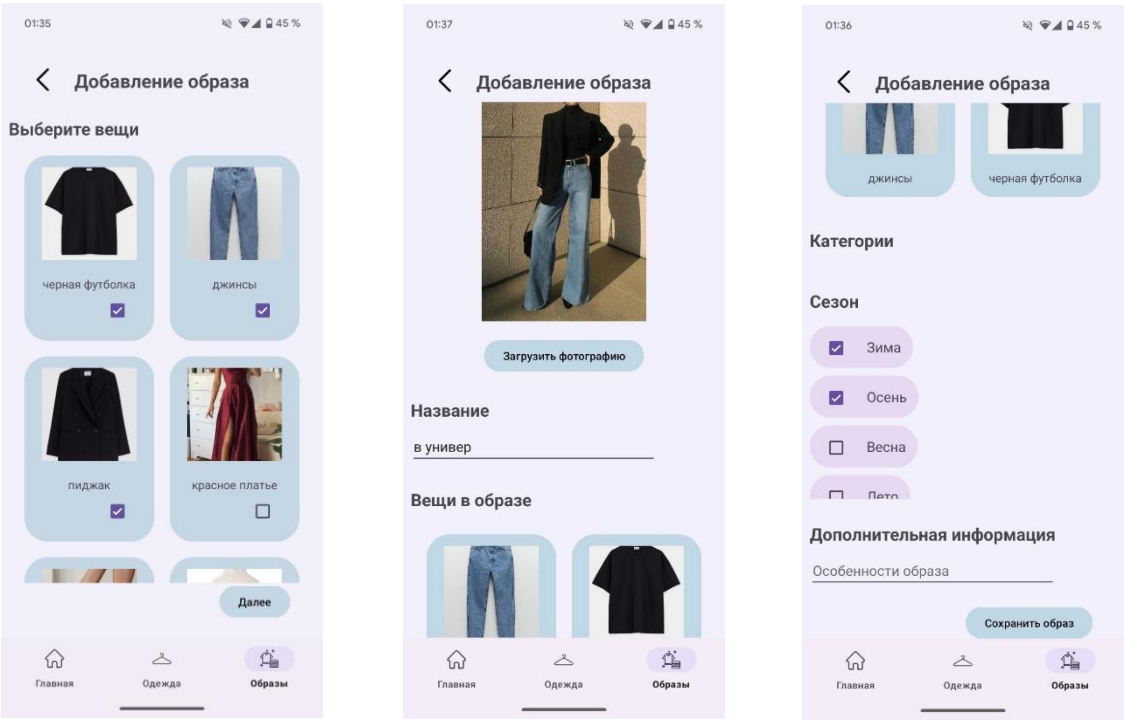 01:35 45 %
Добавление образа
Выберите вещи
черная футболка джинсы
пиджак красное платье
Далее
Главная Одежда Образы
01:37 45 %
Добавление образа
Загрузить фотографию
Название
в универ
Вещи в образе
Главная Одежда Образы
01:36 45 %
Добавление образа
джинсы черная футболка
Категории
Сезон
Зима
Осень
Весна
Лето
Дополнительная информация
Особенности образа
Сохранить образ
Главная Одежда Образы